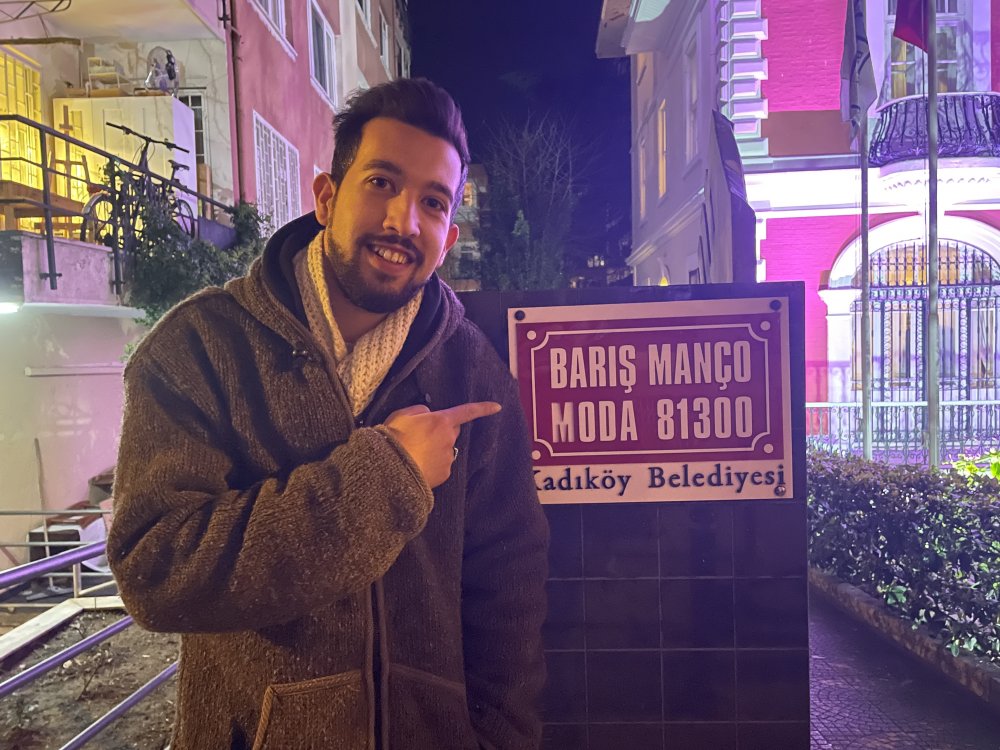 BARIŞ MANÇO
MODA 81300
Kadıköy Belediyesi